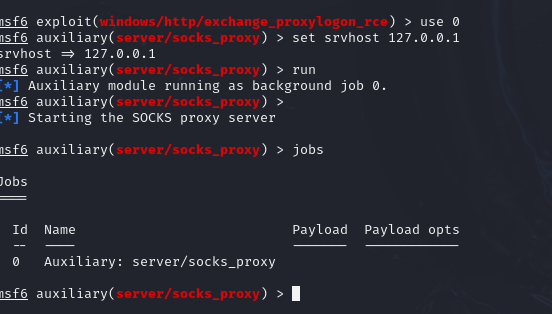 msf6 exploit(windows/http/exchange_proxylogon_rce) > use 0
msf6 auxiliary(server/socks_proxy) > set srvhost 127.0.0.1
srvhost ⇒ 127.0.0.1
msf6 auxiliary(server/socks_proxy) > run
[*] Auxiliary module running as background job 0.
msf6 auxiliary(server/socks_proxy) >
[*] Starting the SOCKS proxy server
msf6 auxiliary(server/socks_proxy) > jobs
Jobs
====
Id Name Payload Payload opts
-- ---- ------- ------------
0 Auxiliary: server/socks_proxy
msf6 auxiliary(server/socks_proxy) >